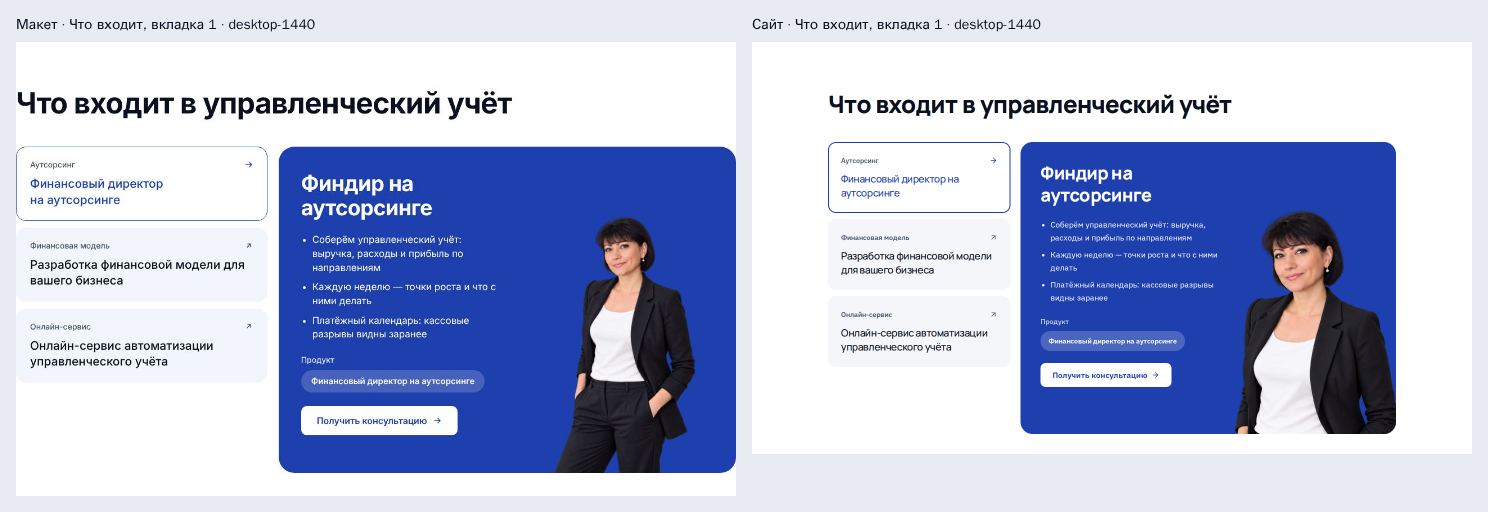 Макет · Что входит, вкладка 1 · desktop-1440
Что входит в управленческий учёт
Аутсорсинг →
Финансовый директор
на аутсорсинге
Финансовая модель ↗
Разработка финансовой модели для
вашего бизнеса
Онлайн-сервис ↗
Онлайн-сервис автоматизации
управленческого учёта
Финдир на
аутсорсинге
• Соберём управленческий учёт:
выручка, расходы и прибыль по
направлениям
• Каждую неделю — точки роста и что с
ними делать
• Платёжный календарь: кассовые
разрывы видны заранее
Продукт
Финансовый директор на аутсорсинге
Получить консультацию →
Сайт · Что входит, вкладка 1 · desktop-1440
Что входит в управленческий учёт
Аутсорсинг →
Финансовый директор на
аутсорсинге
Финансовая модель ↗
Разработка финансовой модели
для вашего бизнеса
Онлайн-сервис ↗
Онлайн-сервис автоматизации
управленческого учёта
Финдир на
аутсорсинге
• Соберём управленческий учёт: выручка,
расходы и прибыль по направлениям
• Каждую неделю — точки роста и что с ними
делать
• Платёжный календарь: кассовые разрывы
видны заранее
Продукт
Финансовый директор на аутсорсинге
Получить консультацию →